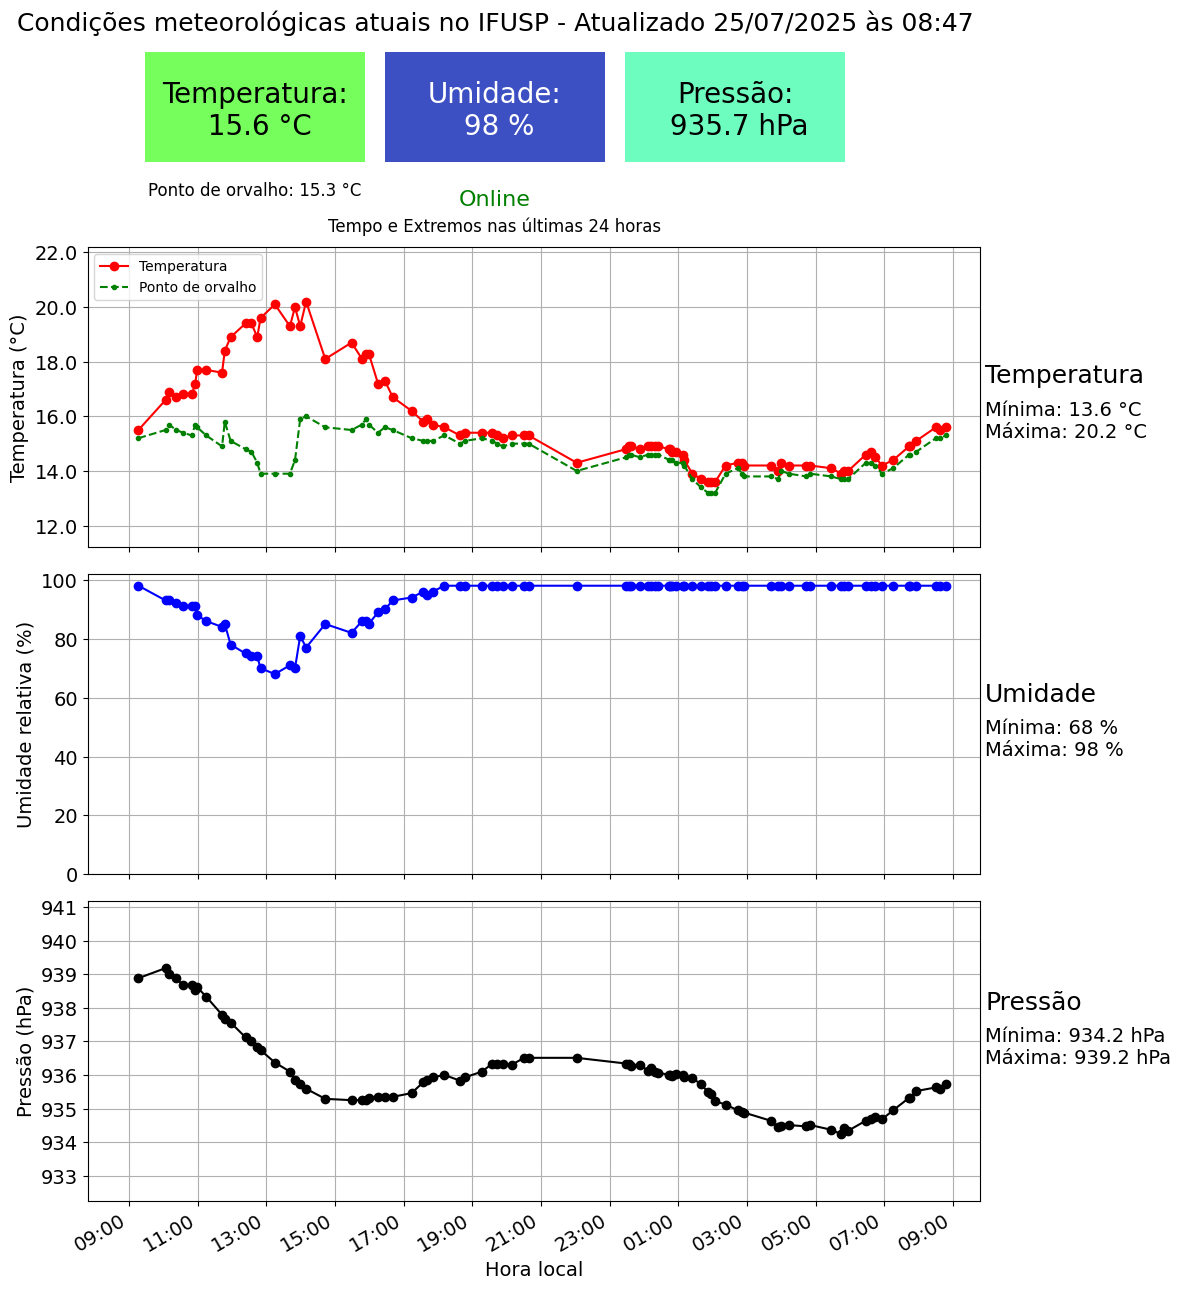 Condições meteorológicas atuais no IFUSP - Atualizado 25/07/2025 às 08:47
Temperatura:
15.6 °C
Umidade:
98 %
Pressão:
935.7 hPa
Ponto de orvalho: 15.3 °C
Online
Tempo e Extremos nas últimas 24 horas
Temperatura (°C)
22.0
20.0
18.0
16.0
14.0
12.0
Temperatura
Ponto de orvalho
Temperatura
Mínima: 13.6 °C
Máxima: 20.2 °C
Umidade relativa (%)
100
80
60
40
20
0
Umidade
Mínima: 68 %
Máxima: 98 %
Pressão (hPa)
941
940
939
938
937
936
935
934
933
Pressão
Mínima: 934.2 hPa
Máxima: 939.2 hPa
09:00
11:00
13:00
15:00
17:00
19:00
21:00
23:00
01:00
03:00
05:00
07:00
09:00
Hora local